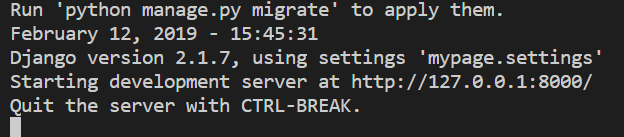 Run 'python manage.py migrate' to apply them.
February 12, 2019 - 15:45:31
Django version 2.1.7, using settings 'mypage.settings'
Starting development server at http://127.0.0.1:8000/
Quit the server with CTRL-BREAK.